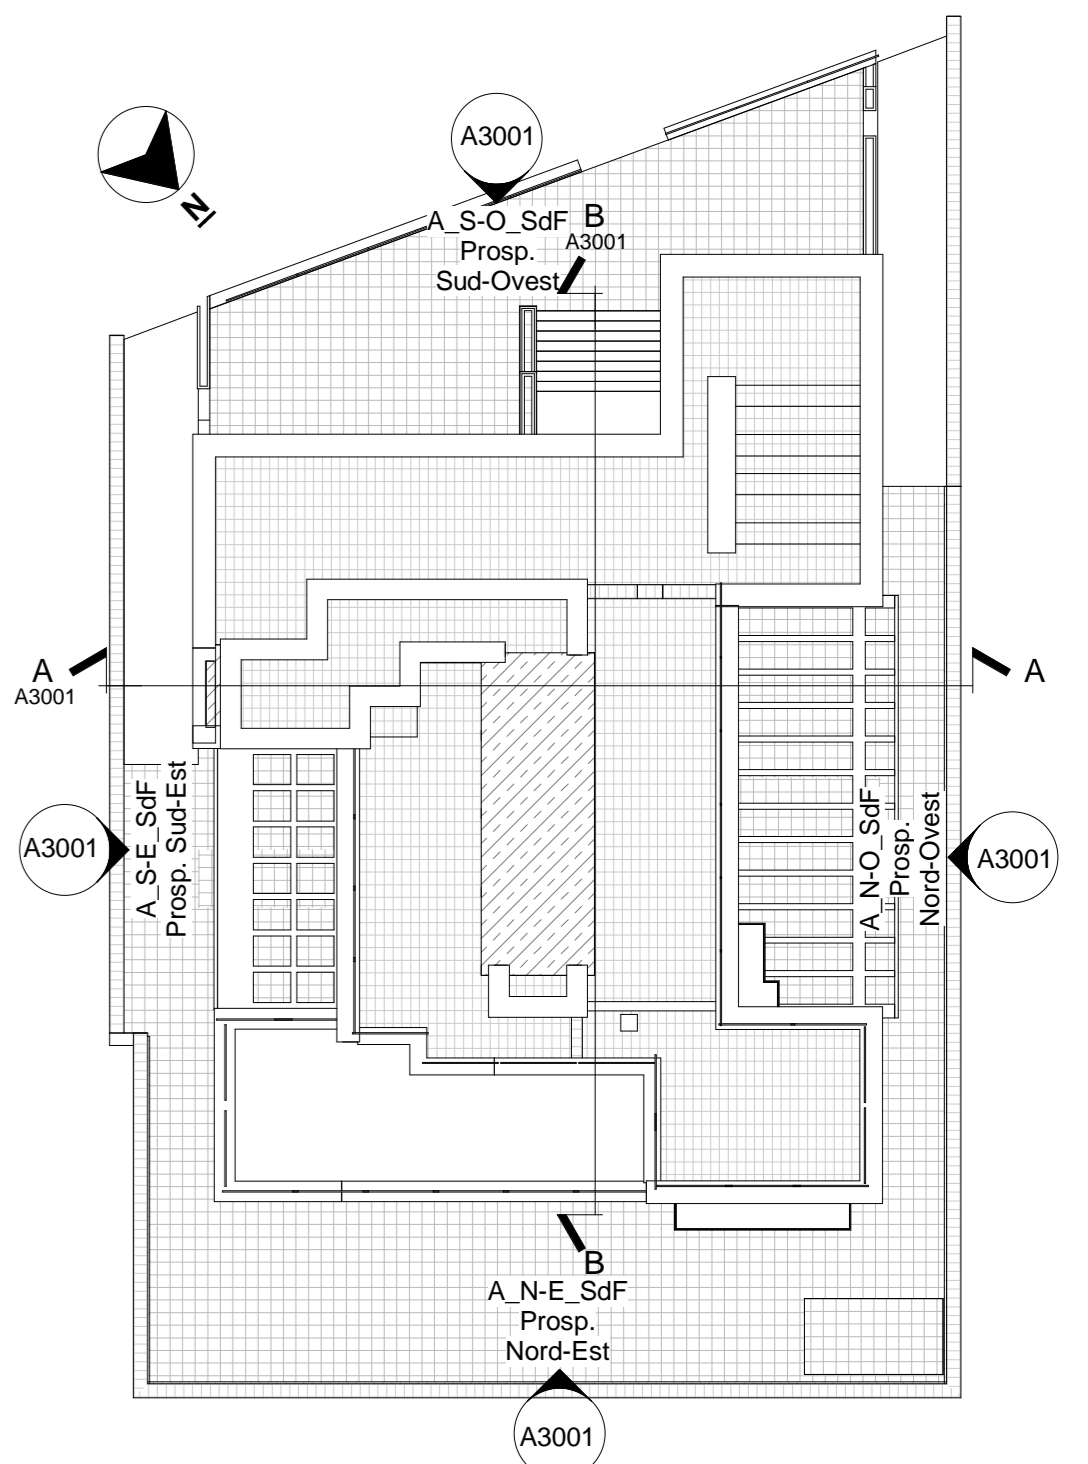 A3001
A_S-O_SdF
Prosp.
Sud-Ovest
B
A3001
N
A
A3001
A
A3001
A_S-E_SdF
Prosp. Sud-Est
A_N-O_SdF
Prosp.
Nord-Ovest
A3001
B
A_N-E_SdF
Prosp.
Nord-Est
A3001